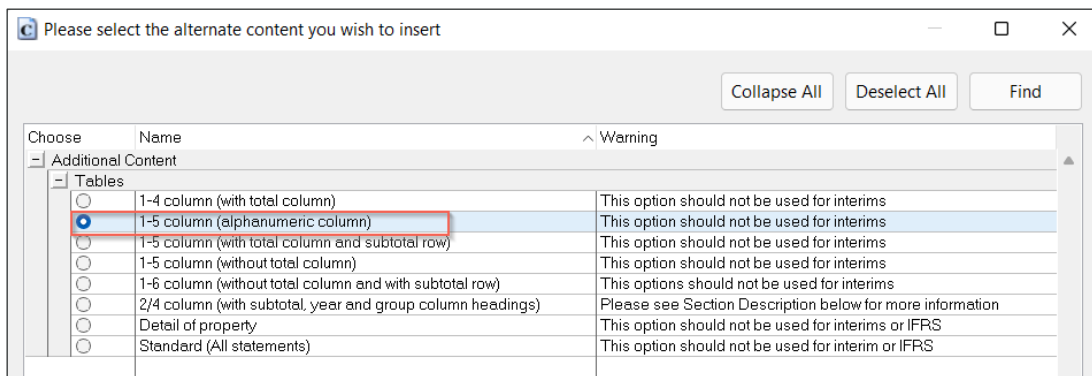 Please select the alternate content you wish to insert
Collapse All Deselect All Find
Choose Name Warning
Additional Content
Tables
1-4 column (with total column) This option should not be used for interims
1-5 column (alphanumeric column) This option should not be used for interims
1-5 column (with total column and subtotal row) This option should not be used for interims
1-5 column (without total column) This option should not be used for interims
1-6 column (without total column and with subtotal row) This options should not be used for interims
2/4 column (with subtotal, year and group column headings) Please see Section Description below for more information
Detail of property This option should not be used for interims or IFRS
Standard (All statements) This option should not be used for interim or IFRS